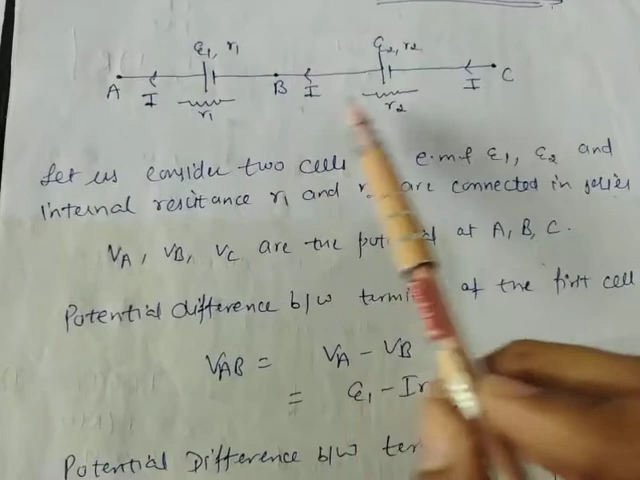 ε1, r1 ε2, r2
A I B I I C
r1 r2
Let us consider two cells e.m.f ε1, ε2 and
internal resistance r1 and are connected in series
VA, VB, VC are the at A, B, C.
Potential difference b/w of the first cell
VAB = VA - VB
= ε1 - Ir
Potential Difference b/w